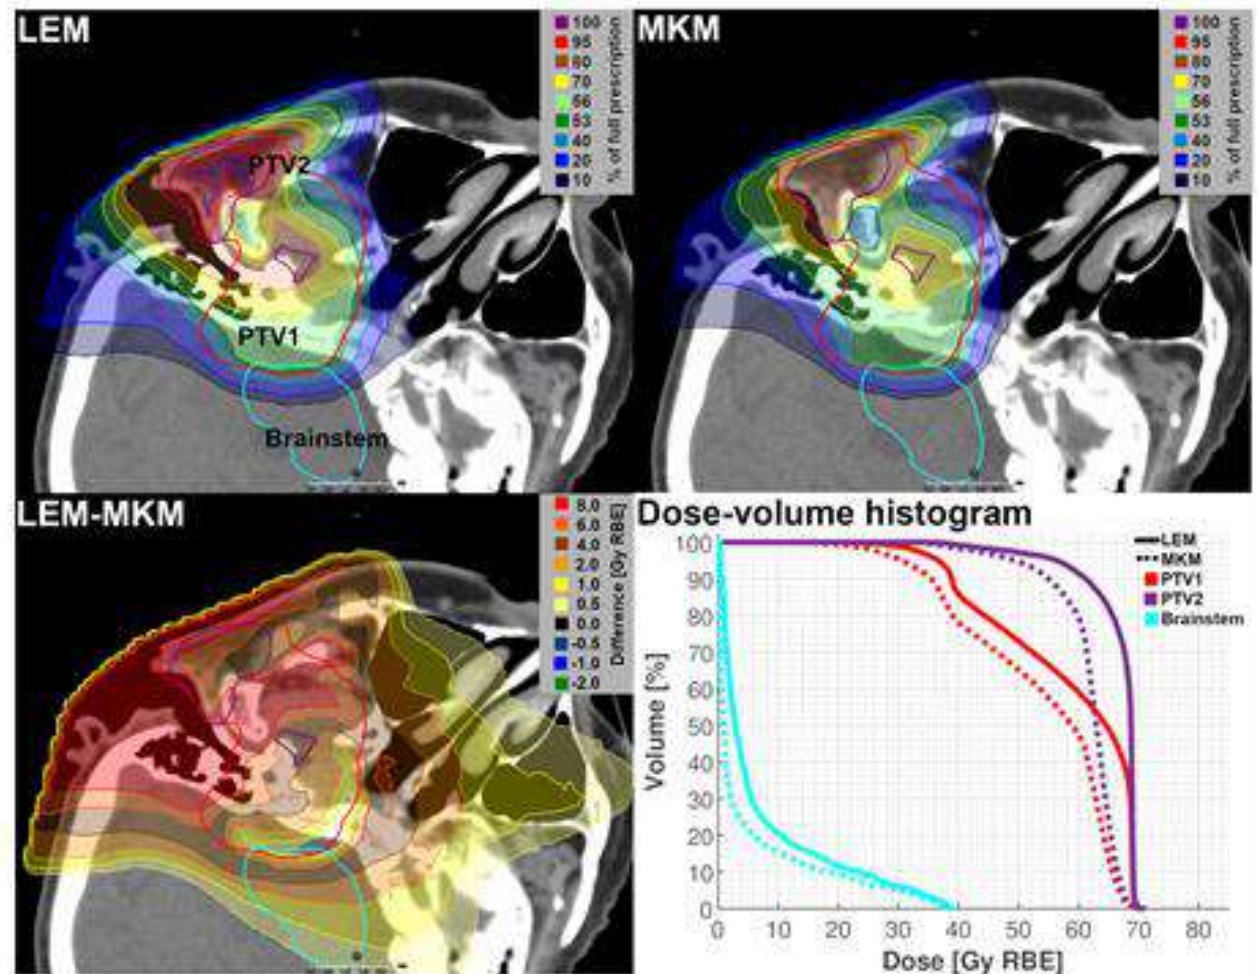 LEM
100
95
80
70
56
53
40
20
10
% of full prescription
PTV2
PTV1
Brainstem
MKM
100
95
80
70
56
53
40
20
10
% of full prescription
LEM-MKM
8.0
6.0
4.0
2.0
1.0
0.5
0.0
-0.5
-1.0
-2.0
Difference [Gy RBE]
Dose-volume histogram
LEM
MKM
PTV1
PTV2
Brainstem
100
90
80
70
60
50
40
30
20
10
0
Volume [%]
0 10 20 30 40 50 60 70 80
Dose [Gy RBE]